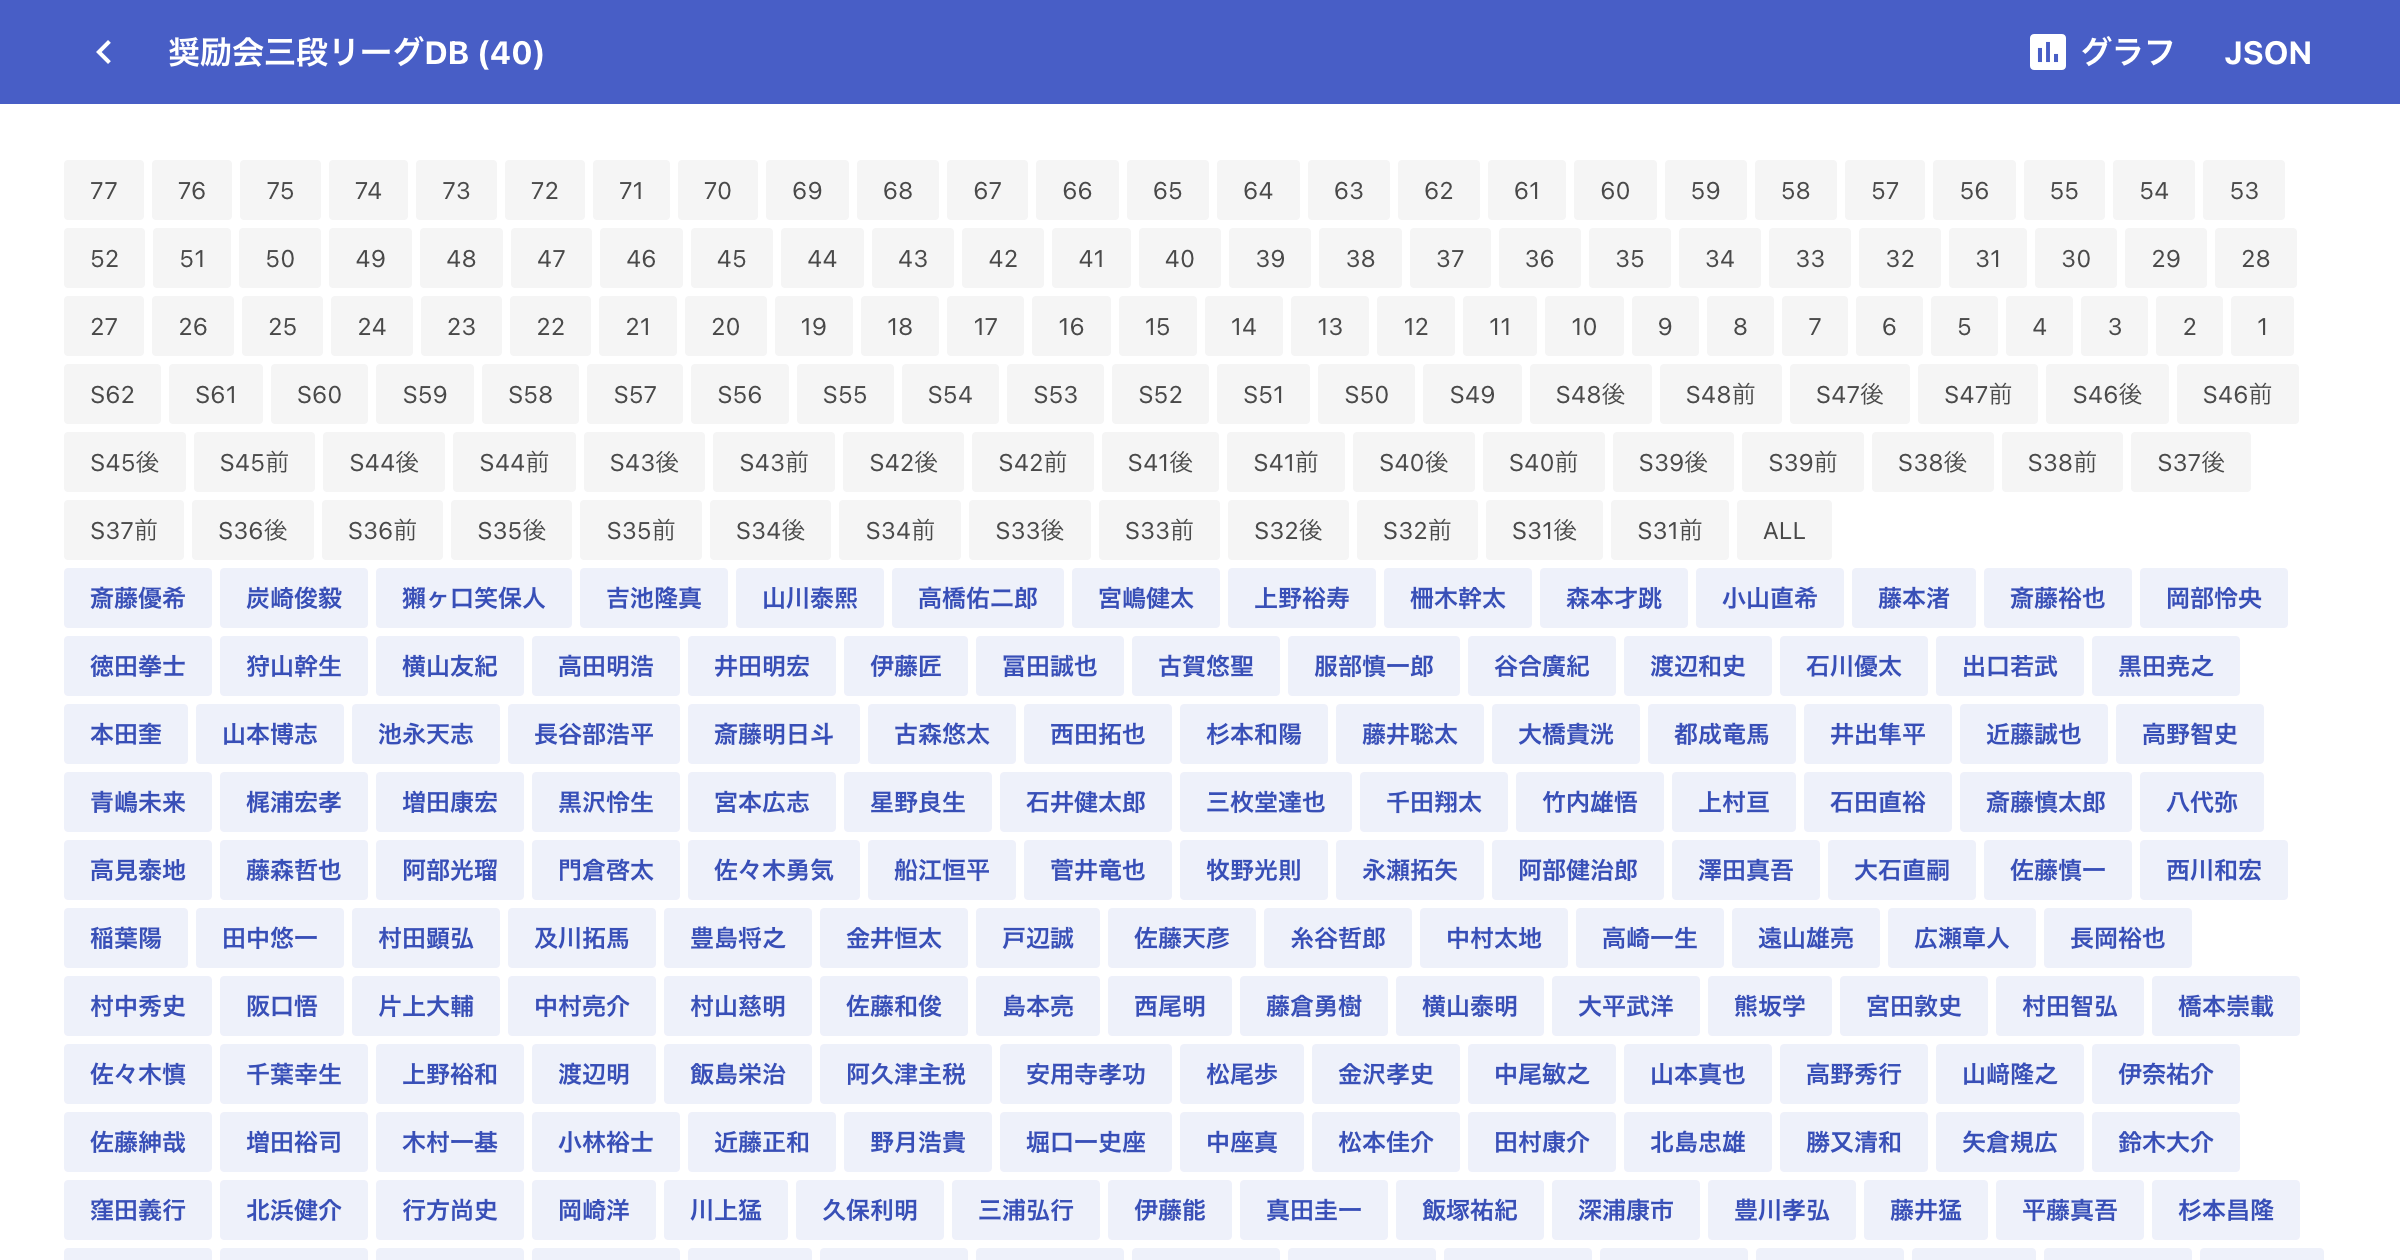 奨励会三段リーグDB (40) グラフ JSON
77 76 75 74 73 72 71 70 69 68 67 66 65 64 63 62 61 60 59 58 57 56 55 54 53
52 51 50 49 48 47 46 45 44 43 42 41 40 39 38 37 36 35 34 33 32 31 30 29 28
27 26 25 24 23 22 21 20 19 18 17 16 15 14 13 12 11 10 9 8 7 6 5 4 3 2 1
S62 S61 S60 S59 S58 S57 S56 S55 S54 S53 S52 S51 S50 S49 S48後 S48前 S47後 S47前 S46後 S46前
S45後 S45前 S44後 S44前 S43後 S43前 S42後 S42前 S41後 S41前 S40後 S40前 S39後 S39前 S38後 S38前 S37後
S37前 S36後 S36前 S35後 S35前 S34後 S34前 S33後 S33前 S32後 S32前 S31後 S31前 ALL
斎藤優希 炭崎俊毅 獺ヶ口笑保人 吉池隆真 山川泰熙 高橋佑二郎 宮嶋健太 上野裕寿 柵木幹太 森本才跳 小山直希 藤本渚 斎藤裕也 岡部怜央
徳田拳士 狩山幹生 横山友紀 高田明浩 井田明宏 伊藤匠 冨田誠也 古賀悠聖 服部慎一郎 谷合廣紀 渡辺和史 石川優太 出口若武 黒田尭之
本田奎 山本博志 池永天志 長谷部浩平 斎藤明日斗 古森悠太 西田拓也 杉本和陽 藤井聡太 大橋貴洸 都成竜馬 井出隼平 近藤誠也 高野智史
青嶋未来 梶浦宏孝 増田康宏 黒沢怜生 宮本広志 星野良生 石井健太郎 三枚堂達也 千田翔太 竹内雄悟 上村亘 石田直裕 斎藤慎太郎 八代弥
高見泰地 藤森哲也 阿部光瑠 門倉啓太 佐々木勇気 船江恒平 菅井竜也 牧野光則 永瀬拓矢 阿部健治郎 澤田真吾 大石直嗣 佐藤慎一 西川和宏
稲葉陽 田中悠一 村田顕弘 及川拓馬 豊島将之 金井恒太 戸辺誠 佐藤天彦 糸谷哲郎 中村太地 高崎一生 遠山雄亮 広瀬章人 長岡裕也
村中秀史 阪口悟 片上大輔 中村亮介 村山慈明 佐藤和俊 島本亮 西尾明 藤倉勇樹 横山泰明 大平武洋 熊坂学 宮田敦史 村田智弘 橋本崇載
佐々木慎 千葉幸生 上野裕和 渡辺明 飯島栄治 阿久津主税 安用寺孝功 松尾歩 金沢孝史 中尾敏之 山本真也 高野秀行 山﨑隆之 伊奈祐介
佐藤紳哉 増田裕司 木村一基 小林裕士 近藤正和 野月浩貴 堀口一史座 中座真 松本佳介 田村康介 北島忠雄 勝又清和 矢倉規広 鈴木大介
窪田義行 北浜健介 行方尚史 岡崎洋 川上猛 久保利明 三浦弘行 伊藤能 真田圭一 飯塚祐紀 深浦康市 豊川孝弘 藤井猛 平藤真吾 杉本昌隆